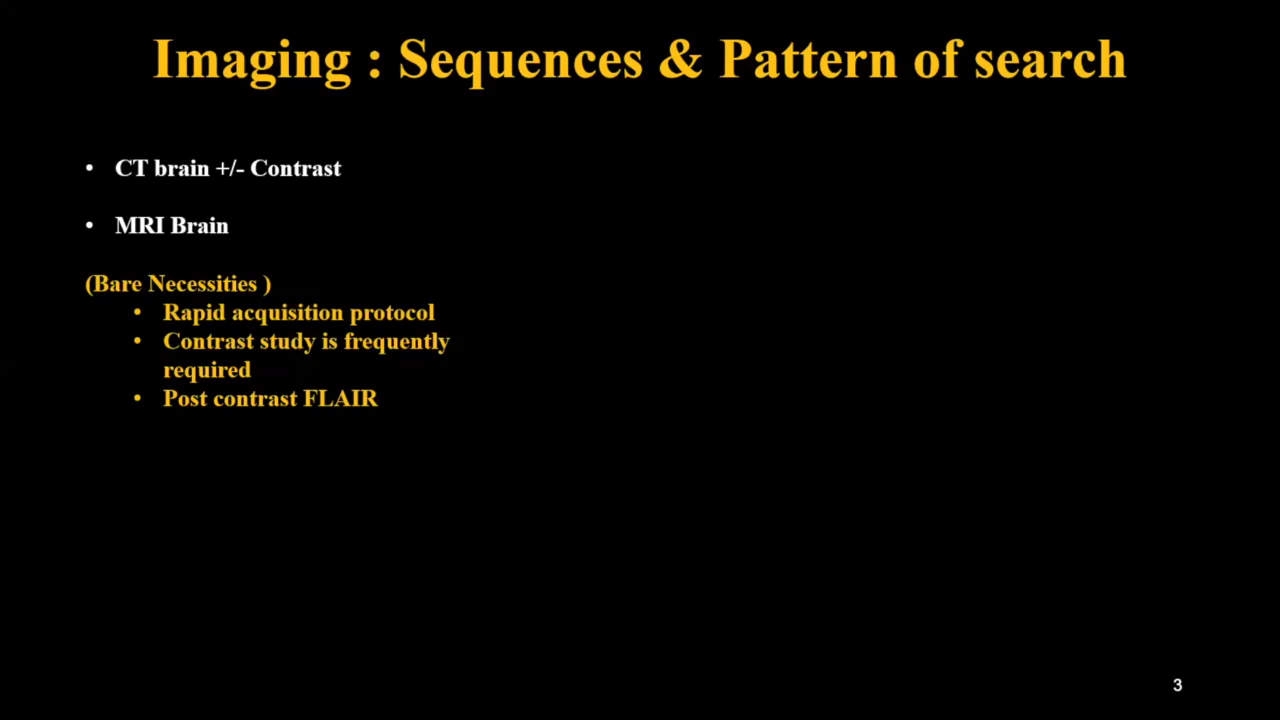 Imaging : Sequences & Pattern of search
• CT brain +/- Contrast
• MRI Brain
(Bare Necessities )
• Rapid acquisition protocol
• Contrast study is frequently
required
• Post contrast FLAIR
3